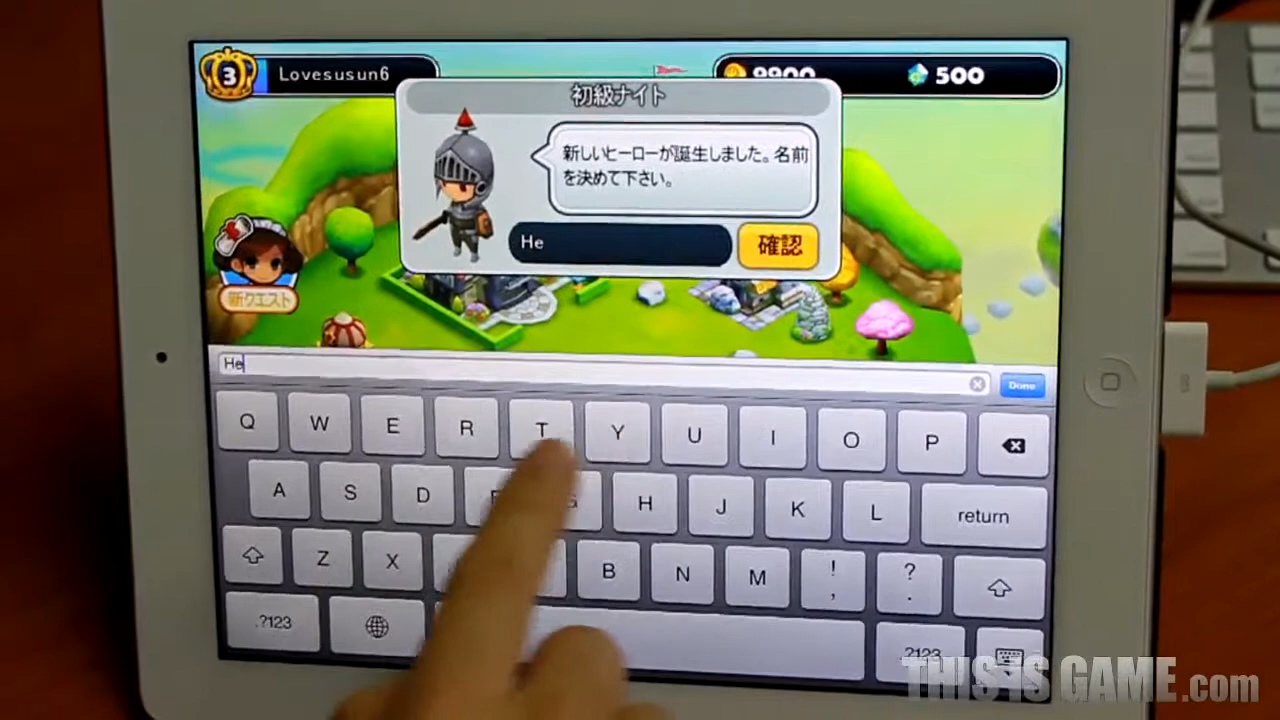 3
Lovesusun6
9900
500
初級ナイト
新しいヒーローが誕生しました。名前
を決めて下さい。
He
確認
新クエスト
He
Done
Q W E R T Y U I O P
A S D F G H J K L return
Z X B N M ! , ? .
.?123 .?123
THIS IS GAME.com